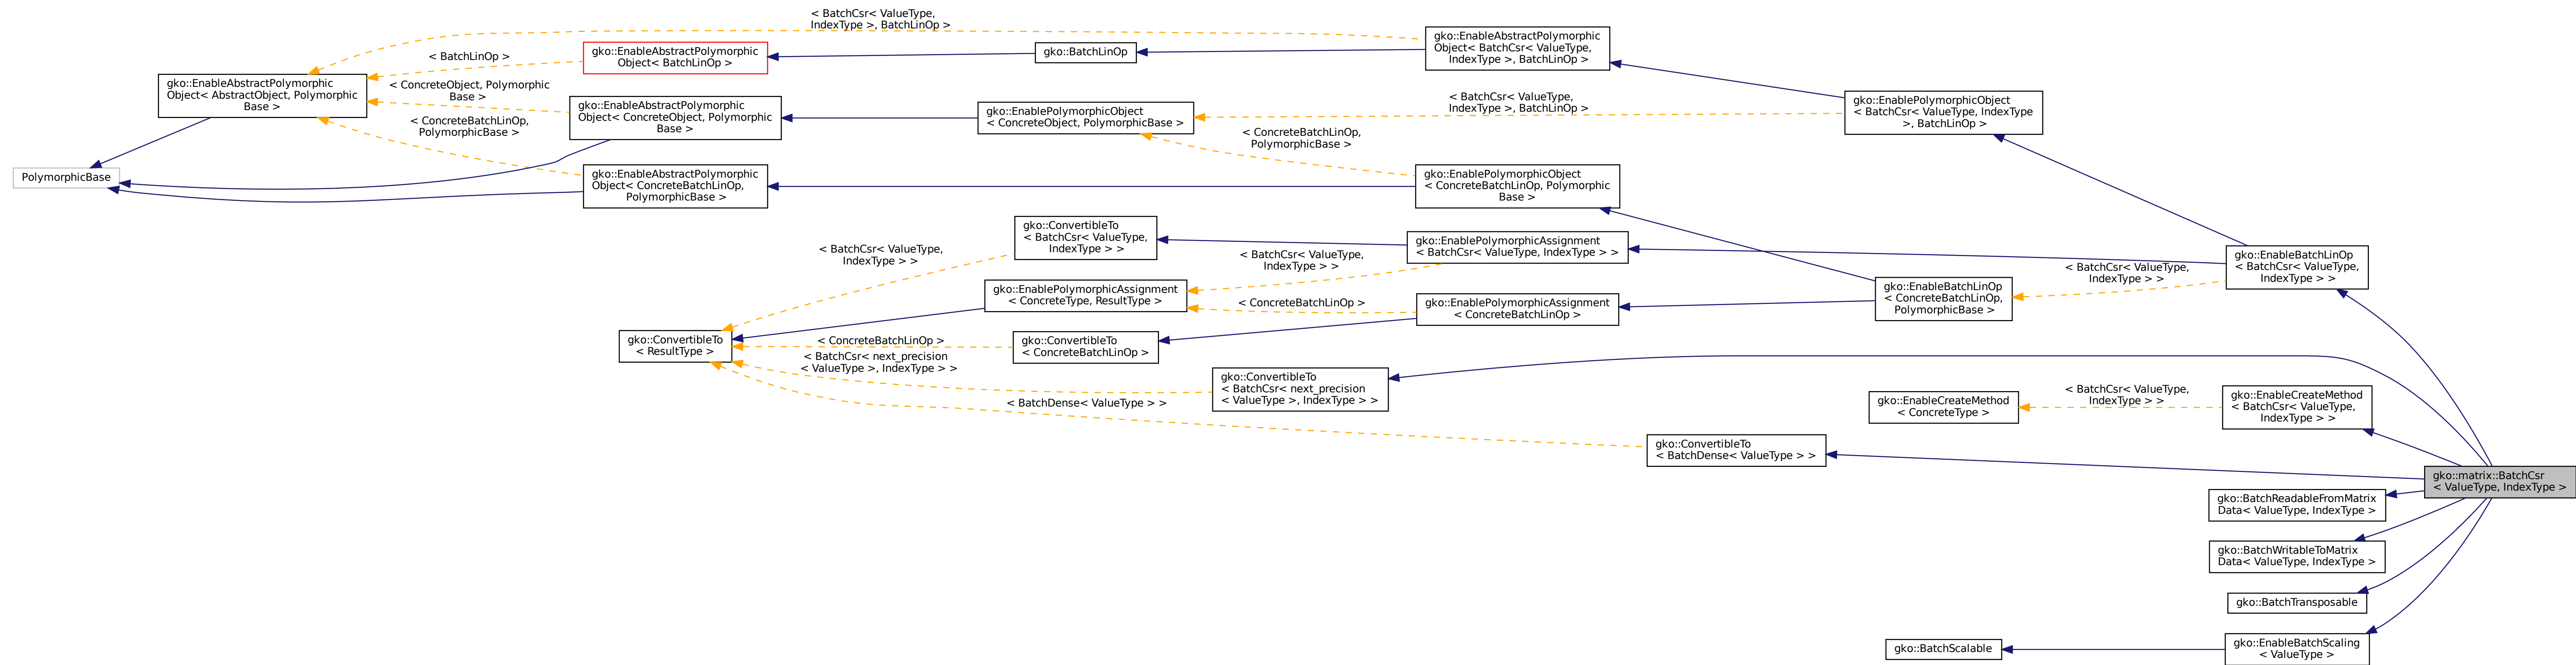 < BatchCsr< ValueType,
IndexType >, BatchLinOp >
gko::EnableAbstractPolymorphic
Object< BatchCsr< ValueType,
IndexType >, BatchLinOp >
gko::EnableAbstractPolymorphic
Object< BatchLinOp >
gko::BatchLinOp
< BatchLinOp >
gko::EnableAbstractPolymorphic
Object< AbstractObject, Polymorphic
Base >
< ConcreteObject, Polymorphic
Base >
gko::EnableAbstractPolymorphic
Object< ConcreteObject, Polymorphic
Base >
gko::EnablePolymorphicObject
< ConcreteObject, PolymorphicBase >
< BatchCsr< ValueType,
IndexType >, BatchLinOp >
gko::EnablePolymorphicObject
< BatchCsr< ValueType, IndexType
>, BatchLinOp >
< ConcreteBatchLinOp,
PolymorphicBase >
< ConcreteBatchLinOp,
PolymorphicBase >
PolymorphicBase
gko::EnableAbstractPolymorphic
Object< ConcreteBatchLinOp,
PolymorphicBase >
gko::EnablePolymorphicObject
< ConcreteBatchLinOp, Polymorphic
Base >
gko::ConvertibleTo
< BatchCsr< ValueType,
IndexType > >
gko::EnablePolymorphicAssignment
< BatchCsr< ValueType, IndexType > >
< BatchCsr< ValueType,
IndexType > >
< BatchCsr< ValueType,
IndexType > >
gko::EnableBatchLinOp
< BatchCsr< ValueType,
IndexType > >
< BatchCsr< ValueType,
IndexType > >
gko::EnablePolymorphicAssignment
< ConcreteType, ResultType >
gko::EnableBatchLinOp
< ConcreteBatchLinOp,
PolymorphicBase >
< ConcreteBatchLinOp >
gko::EnablePolymorphicAssignment
< ConcreteBatchLinOp >
gko::ConvertibleTo
< ResultType >
< ConcreteBatchLinOp >
gko::ConvertibleTo
< ConcreteBatchLinOp >
< BatchCsr< next_precision
< ValueType >, IndexType > >
gko::ConvertibleTo
< BatchCsr< next_precision
< ValueType >, IndexType > >
< BatchDense< ValueType > >
gko::EnableCreateMethod
< ConcreteType >
< BatchCsr< ValueType,
IndexType > >
gko::EnableCreateMethod
< BatchCsr< ValueType,
IndexType > >
gko::ConvertibleTo
< BatchDense< ValueType > >
gko::matrix::BatchCsr
< ValueType, IndexType >
gko::BatchReadableFromMatrix
Data< ValueType, IndexType >
gko::BatchWritableToMatrix
Data< ValueType, IndexType >
gko::BatchTransposable
gko::BatchScalable
gko::EnableBatchScaling
< ValueType >